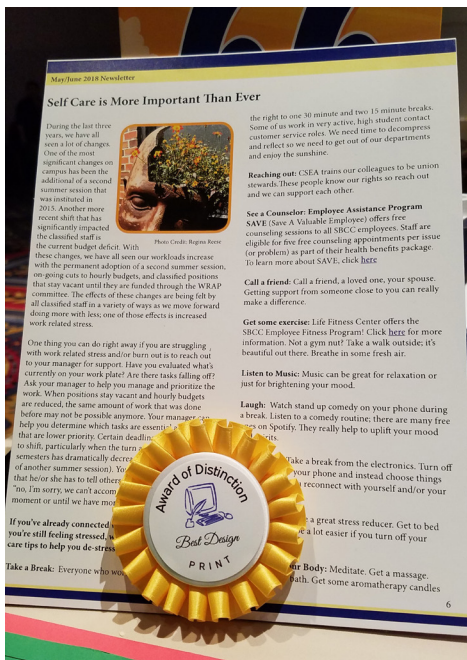 May/June 2018 Newsletter
Self Care is More Important Than Ever
During the last three
years, we have all
seen a lot of changes.
One of the most
significant changes on
campus has been the
additional of a second
summer session that
was instituted in
2015. Another more
recent shift that has
significantly impacted
the classified staff is
the current budget deficit. With
these changes, we have all seen our workloads increase
with the permanent adoption of a second summer session,
on-going cuts to hourly budgets, and classified positions
that stay vacant until they are funded through the WRAP
committee. The effects of these changes are being felt by
all classified staff in a variety of ways as we move forward
doing more with less; one of those effects is increased
work related stress.
Photo Credit: Regina Reese
One thing you can do right away if you are struggling
with work related stress and/or burn out is to reach out
to your manager for support. Have you evaluated what's
currently on your work plate? Are there tasks falling off?
Ask your manager to help you manage and prioritize the
work. When positions stay vacant and hourly budgets
are reduced, the same amount of work that was done
before may not be possible anymore. Your manager can
help you determine which tasks are essential
that are lower priority. Certain
to shift, particularly when the turn
semesters has dramatically
of another summer session).
that he/she has to tell others
"no, I'm sorry, we can't
moment or until we have
If you've already connected
you're still feeling stressed,
care tips to help you de-stress
Take a Break: Everyone who
the right to one 30 minute and two 15 minute breaks.
Some of us work in very active, high student contact
customer service roles. We need time to decompress
and reflect so we need to get out of our departments
and enjoy the sunshine.
Reaching out: CSEA trains our colleagues to be union
stewards. These people know our rights so reach out
and we can support each other.
See a Counselor: Employee Assistance Program
SAVE (Save A Valuable Employee) offers free
counseling sessions to all SBCC employees. Staff are
eligible for five free counseling appointments per issue
(or problem) as part of their health benefits package.
To learn more about SAVE, click here
Call a friend: Call a friend, a loved one, your spouse.
Getting support from someone close to you can really
make a difference.
Get some exercise: Life Fitness Center offers the
SBCC Employee Fitness Program! Click here for more
information. Not a gym nut? Take a walk outside; it's
beautiful out there. Breathe in some fresh air.
Listen to Music: Music can be great for relaxation or
just for brightening your mood.
Laugh: Watch stand up comedy on your phone during
a break. Listen to a comedy routine; there are many free
on Spotify. They really help to uplift your mood
Take a break from the electronics. Turn off
your phone and instead choose things
reconnect with yourself and/or your
a great stress reducer. Get to bed
a lot easier if you turn off your
Body: Meditate. Get a massage.
bath. Get some aromatherapy candles
6
Award of Distinction
Best Design
PRINT